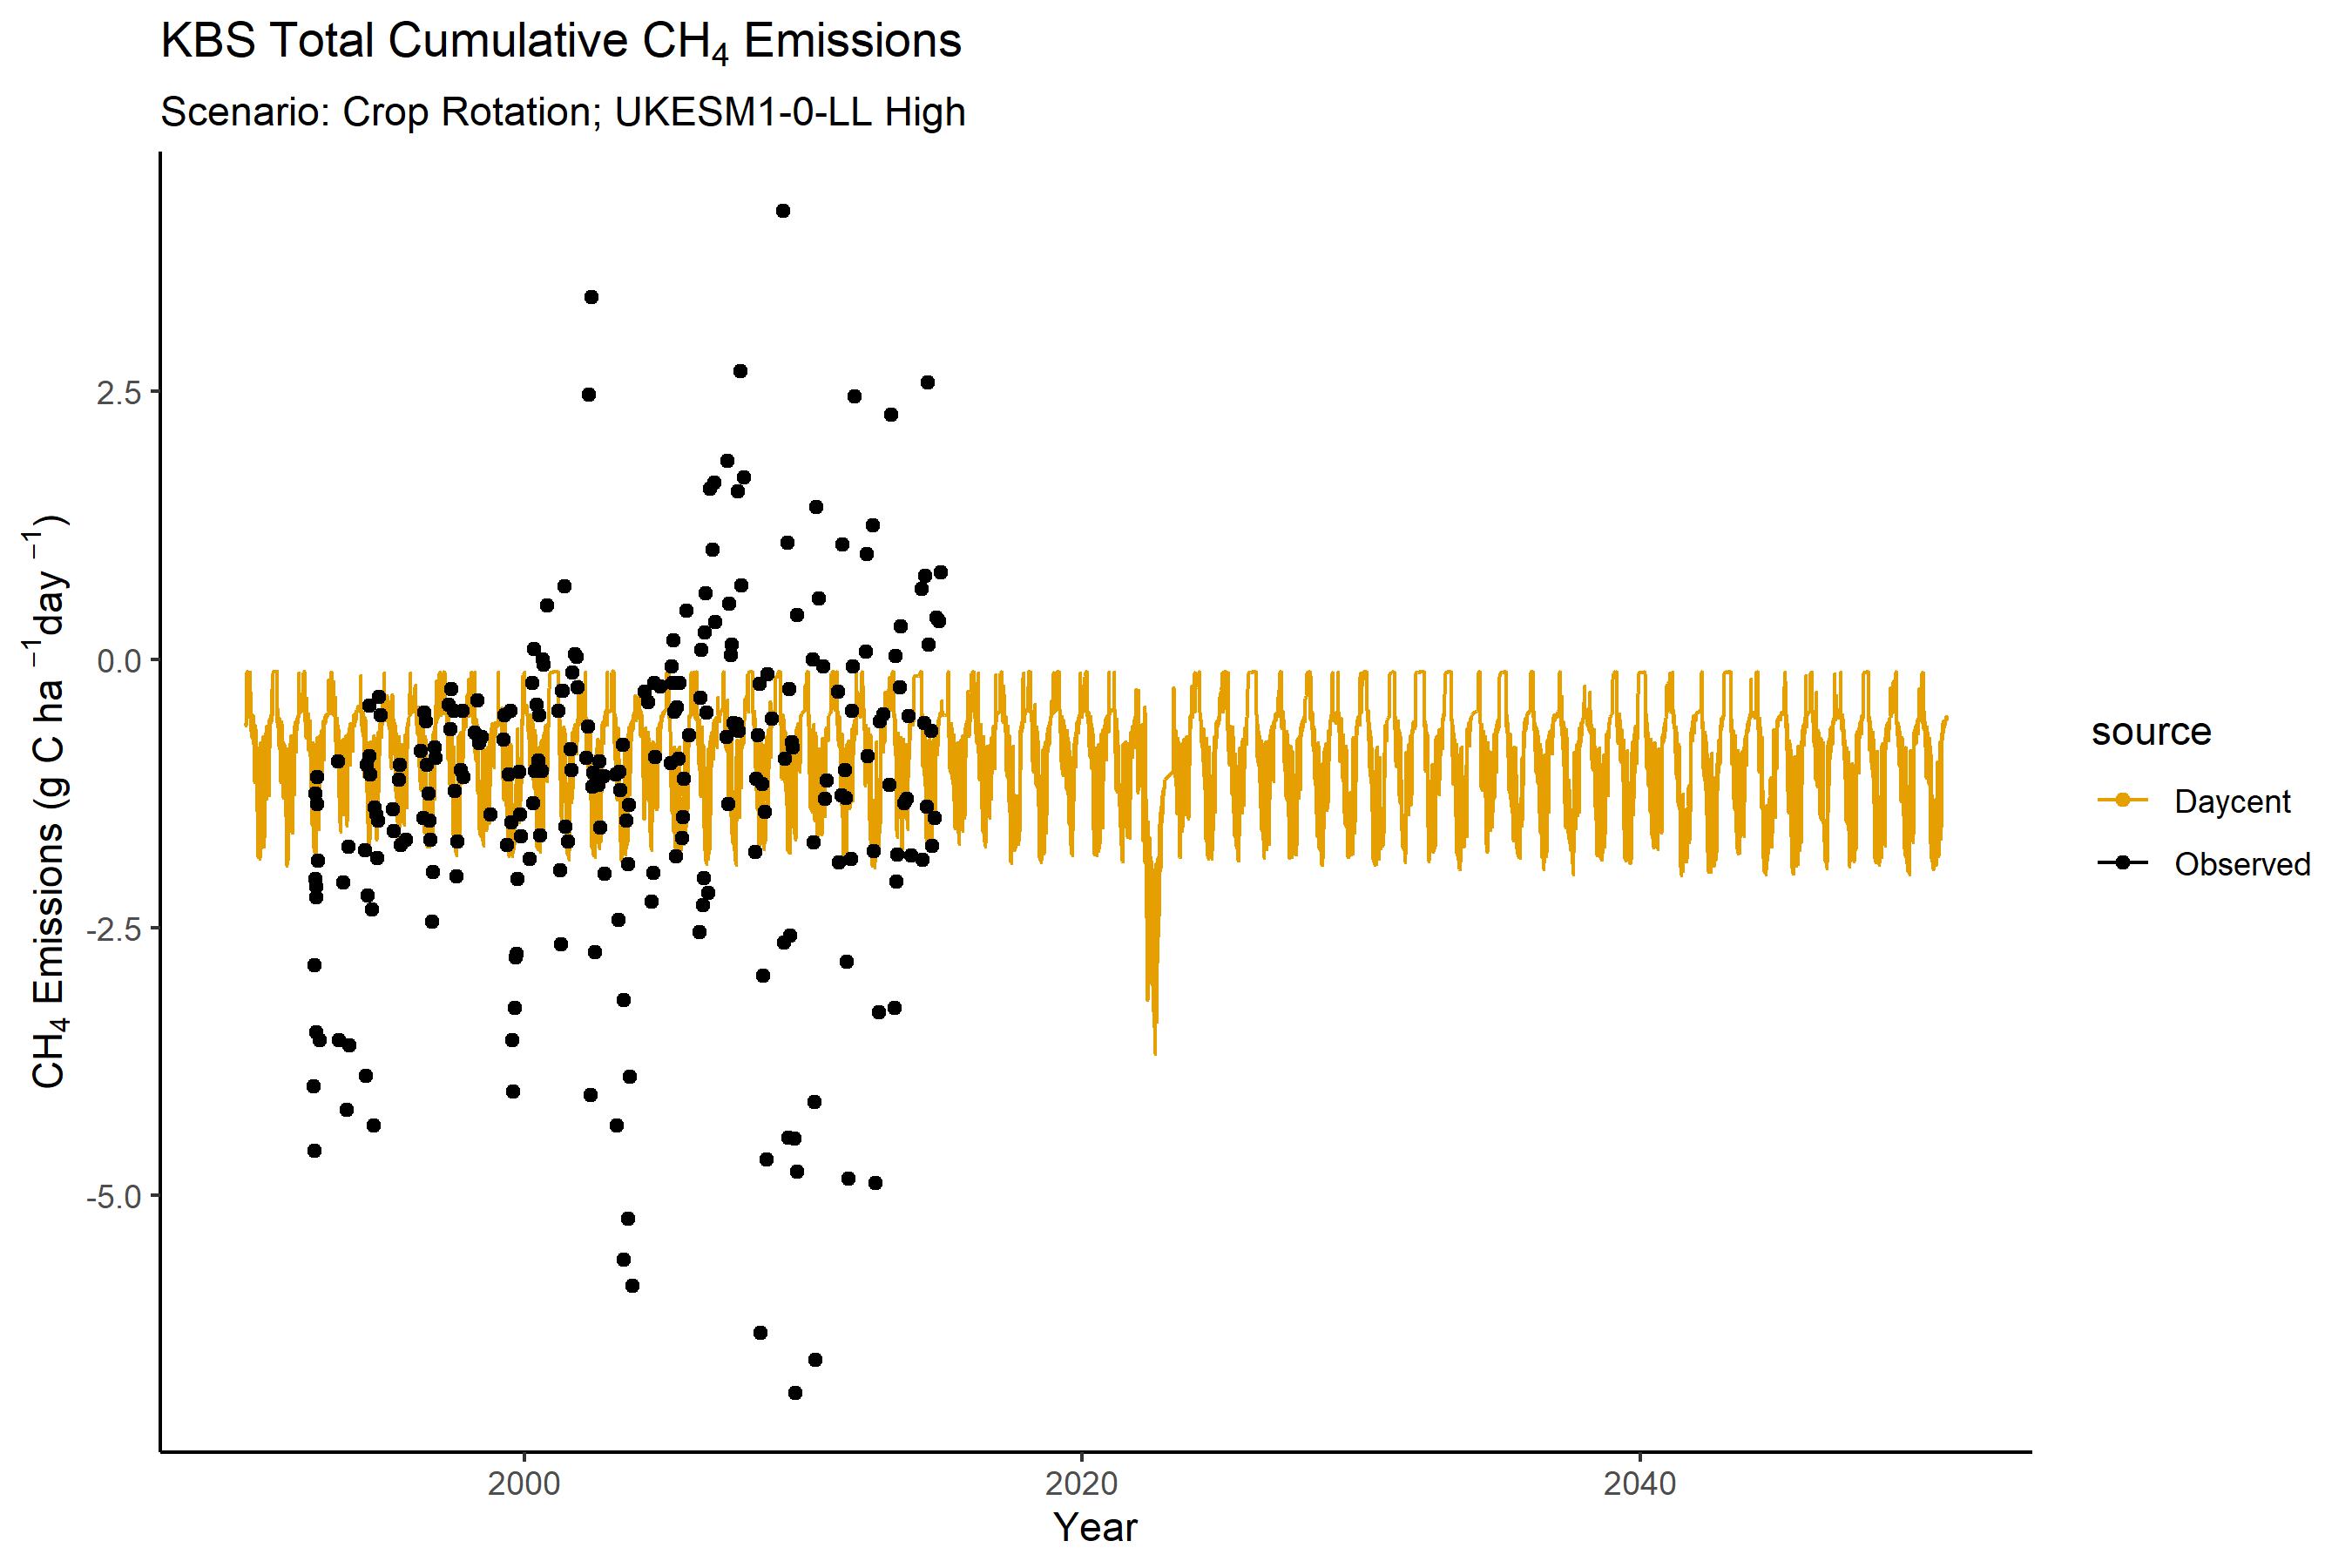 KBS Total Cumulative CH₄ Emissions
Scenario: Crop Rotation; UKESM1-0-LL High
CH₄ Emissions (g C ha ⁻¹day ⁻¹)
2.5
0.0
-2.5
-5.0
2000 2020 2040
Year
source
Daycent
Observed